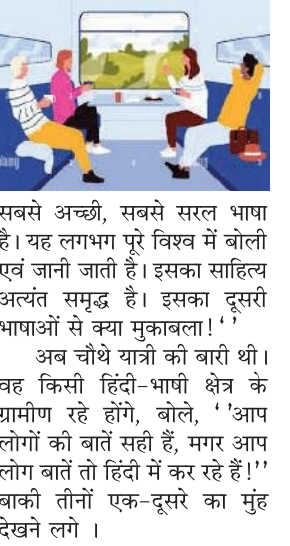 सबसे अच्छी, सबसे सरल भाषा
है। यह लगभग पूरे विश्व में बोली
एवं जानी जाती है। इसका साहित्य
अत्यंत समृद्ध है। इसका दूसरी
भाषाओं से क्या मुकाबला!‘’
अब चौथे यात्री की बारी थी।
वह किसी हिंदी-भाषी क्षेत्र के
ग्रामीण रहे होंगे, बोले, ‘’आप
लोगों की बातें सही हैं, मगर आप
लोग बातें तो हिंदी में कर रहे हैं!’’
बाकी तीनों एक-दूसरे का मुंह
देखने लगे ।